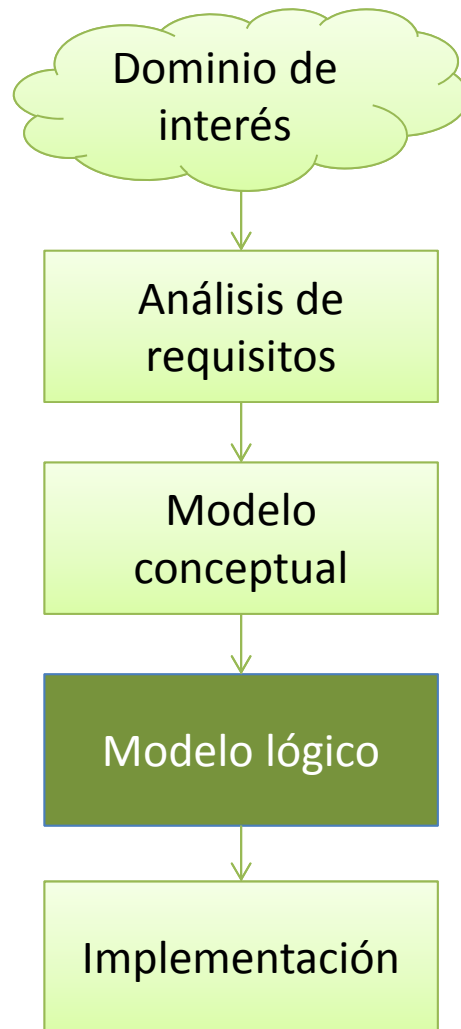 Dominio de
interés
Análisis de
requisitos
Modelo
conceptual
Modelo lógico
Implementación